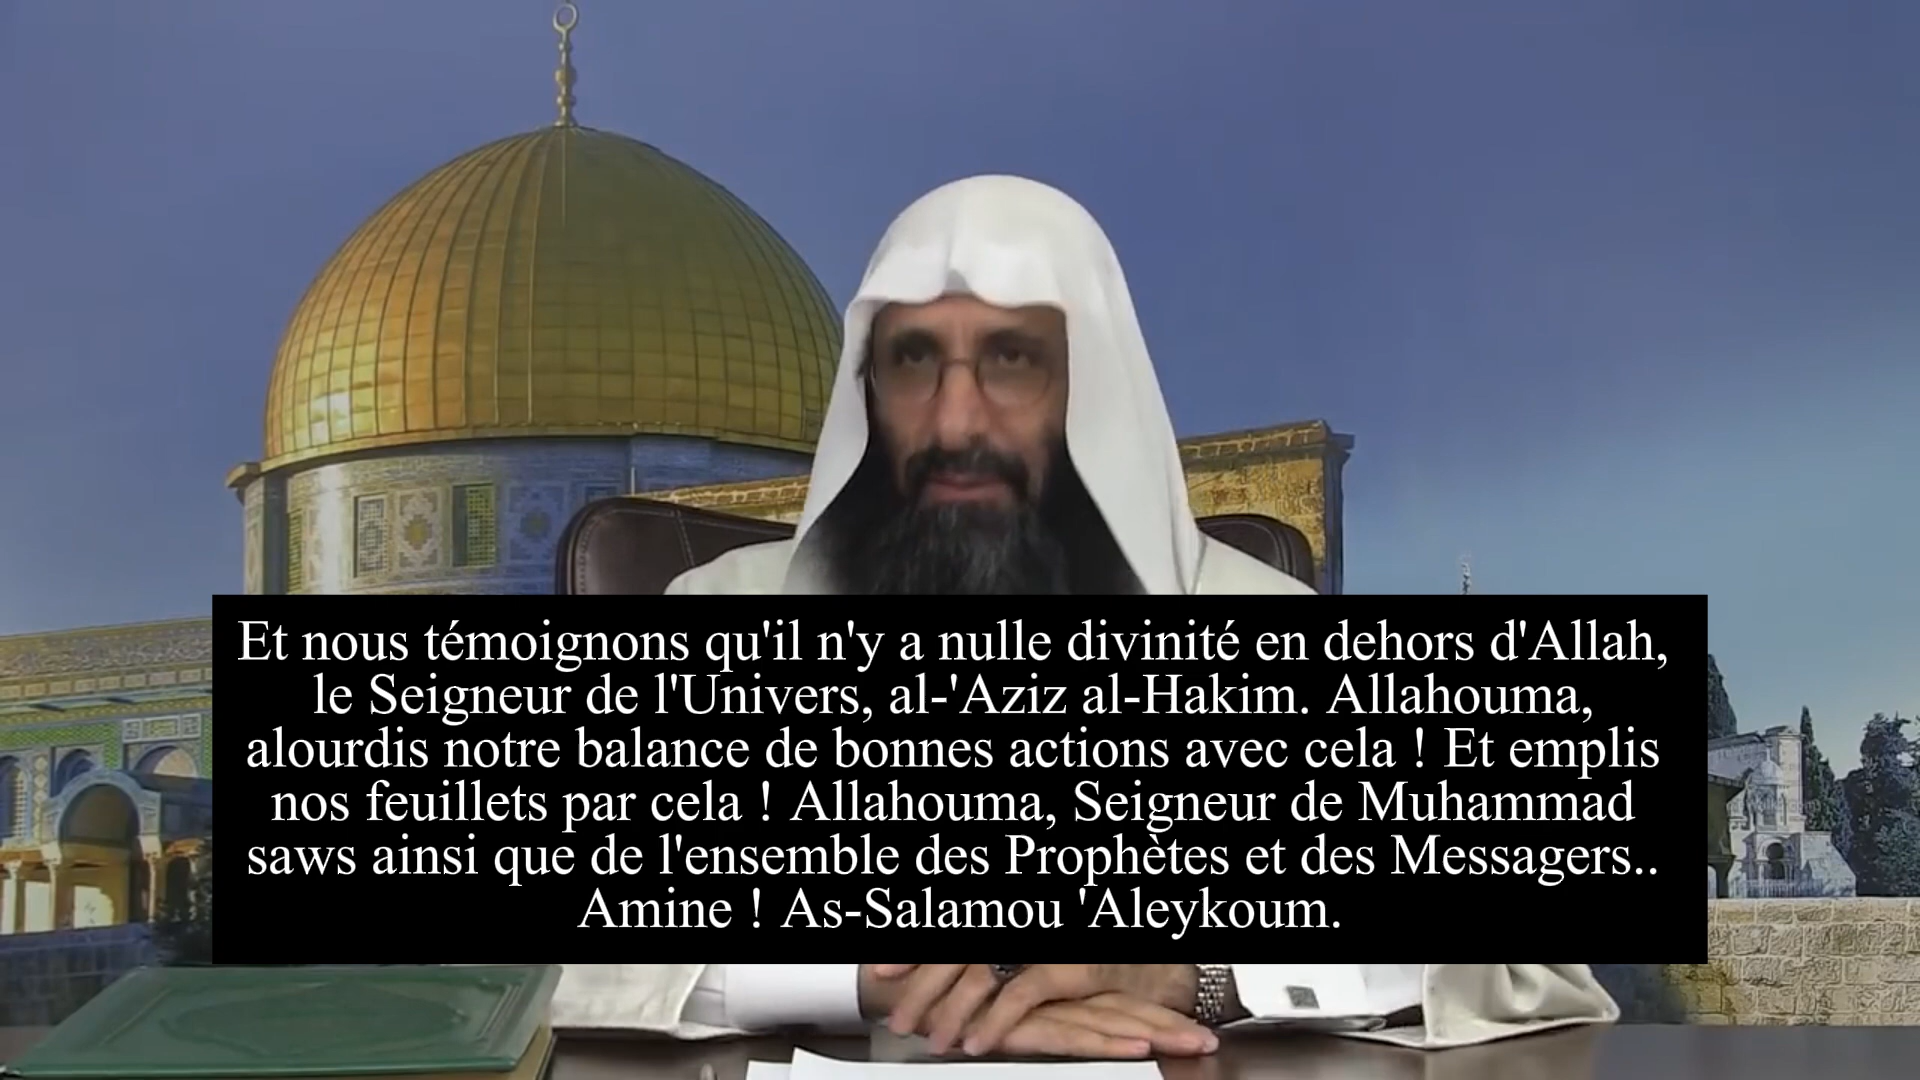 Et nous témoignons qu'il n'y a nulle divinité en dehors d'Allah,
le Seigneur de l'Univers, al-'Aziz al-Hakim. Allahouma,
alourdis notre balance de bonnes actions avec cela ! Et emplis
nos feuillets par cela ! Allahouma, Seigneur de Muhammad
saws ainsi que de l'ensemble des Prophètes et des Messagers..
Amine ! As-Salamou 'Aleykoum.